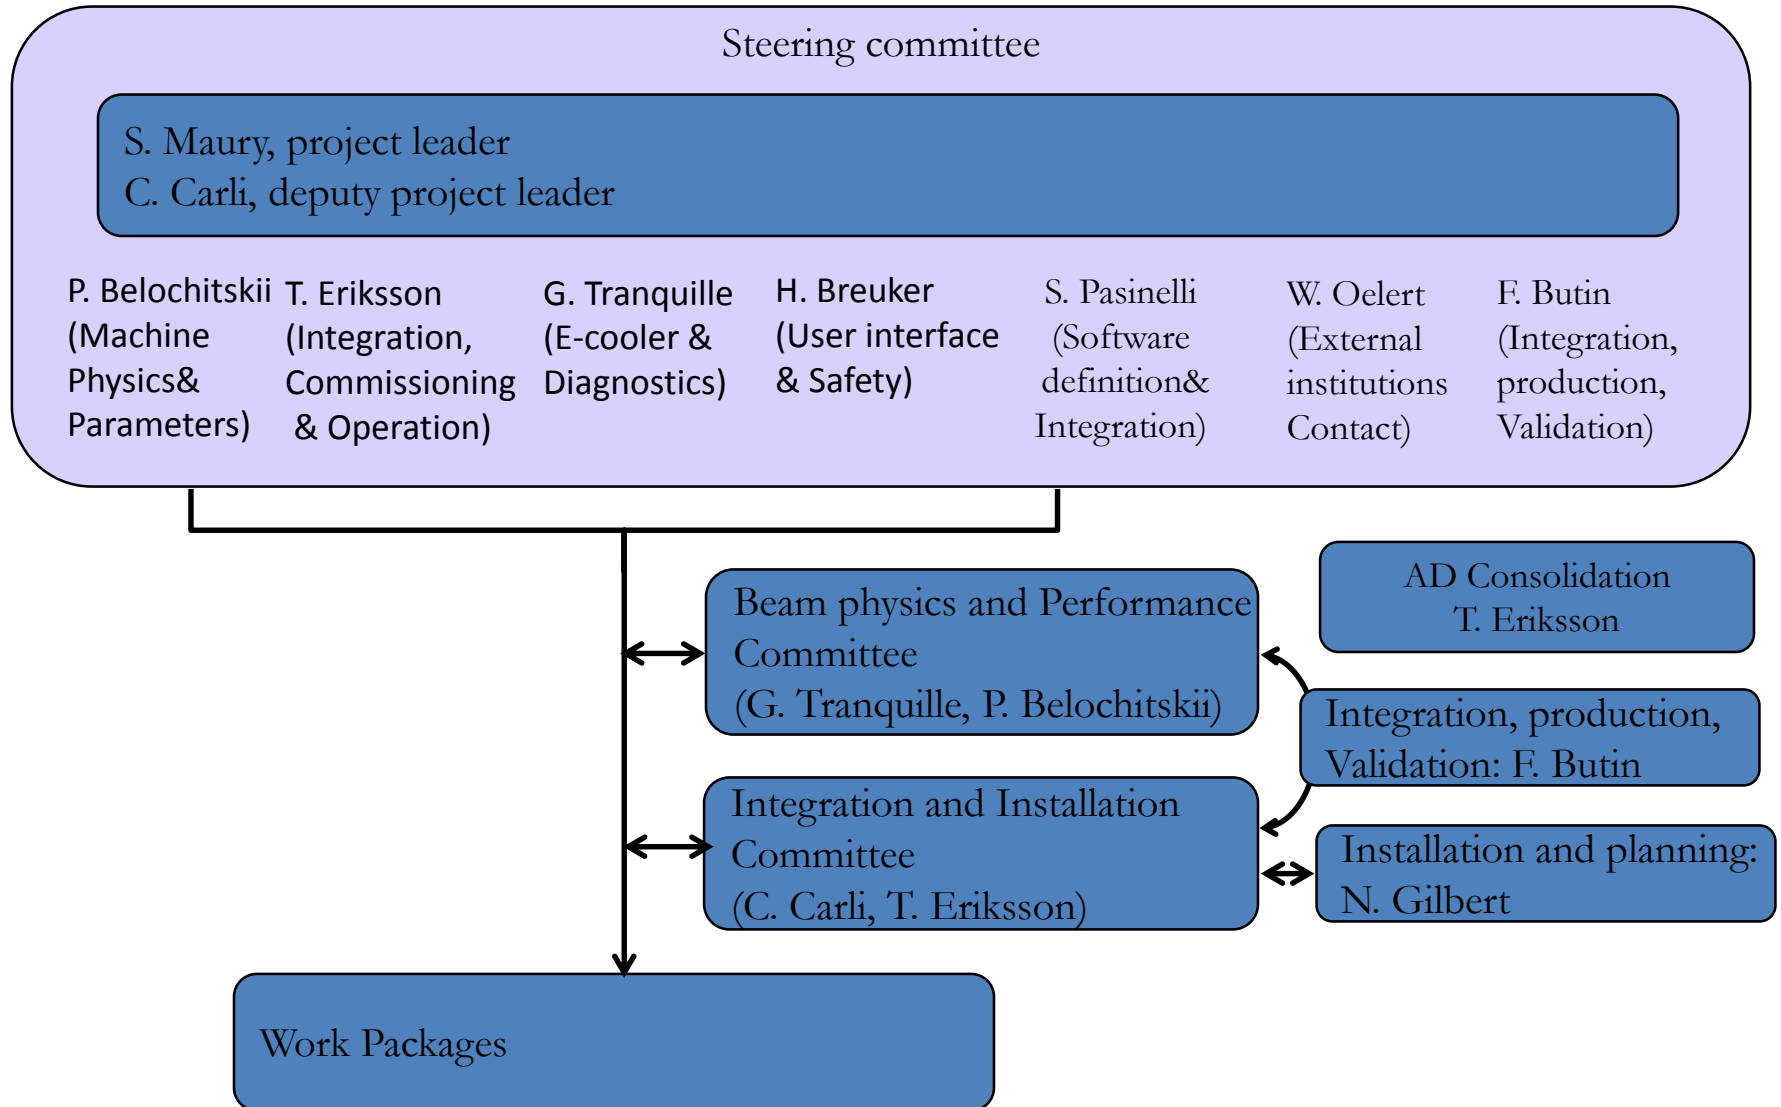 Steering committee
S. Maury, project leader
C. Carli, deputy project leader
P. Belochitskii
(Machine
Physics&
Parameters)
T. Eriksson
(Integration,
Commissioning
& Operation)
G. Tranquille
(E-cooler &
Diagnostics)
H. Breuker
(User interface
& Safety)
S. Pasinelli
(Software
definition&
Integration)
W. Oelert
(External
institutions
Contact)
F. Butin
(Integration,
production,
Validation)
AD Consolidation
T. Eriksson
Beam physics and Performance
Committee
(G. Tranquille, P. Belochitskii)
Integration, production,
Validation: F. Butin
Integration and Installation
Committee
(C. Carli, T. Eriksson)
Installation and planning:
N. Gilbert
Work Packages